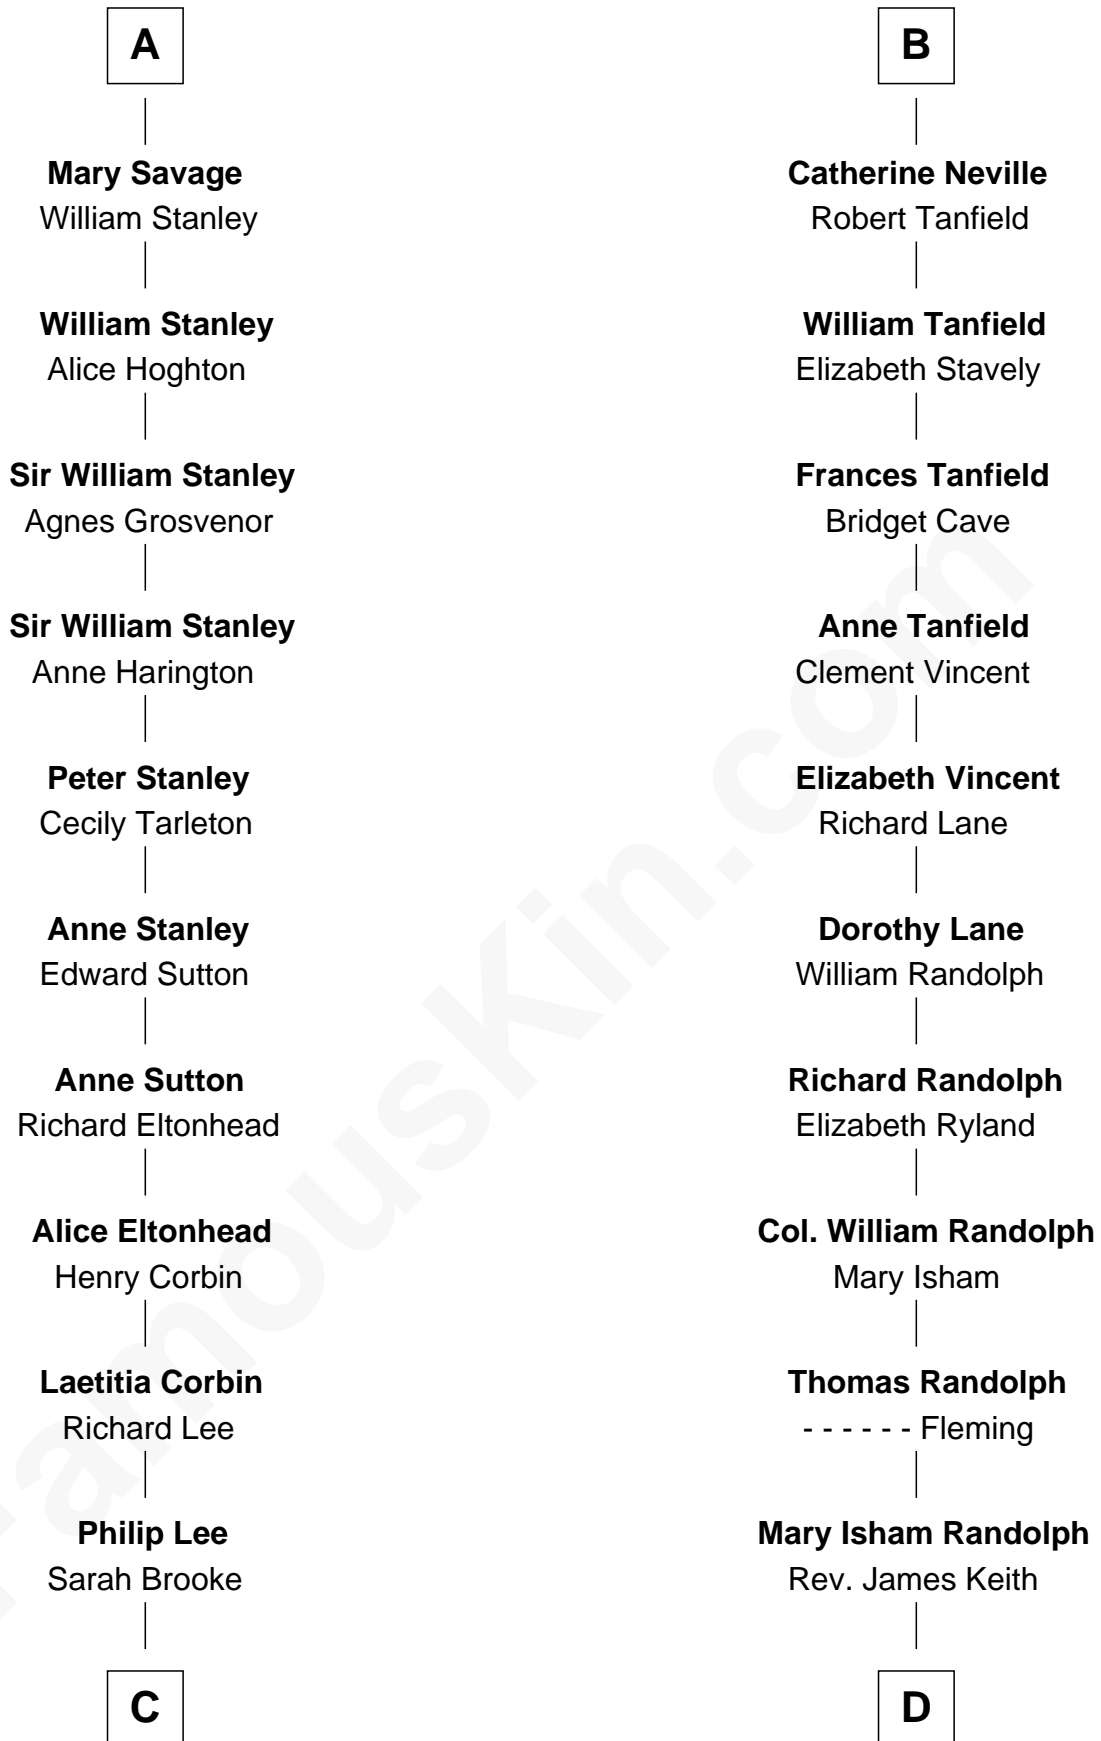 A
Mary Savage
William Stanley
William Stanley
Alice Hoghton
Sir William Stanley
Agnes Grosvenor
Sir William Stanley
Anne Harington
Peter Stanley
Cecily Tarleton
Anne Stanley
Edward Sutton
Anne Sutton
Richard Eltonhead
Alice Eltonhead
Henry Corbin
Laetitia Corbin
Richard Lee
Philip Lee
Sarah Brooke
C
B
Catherine Neville
Robert Tanfield
William Tanfield
Elizabeth Stavely
Frances Tanfield
Bridget Cave
Anne Tanfield
Clement Vincent
Elizabeth Vincent
Richard Lane
Dorothy Lane
William Randolph
Richard Randolph
Elizabeth Ryland
Col. William Randolph
Mary Isham
Thomas Randolph
- - - - - - Fleming
Mary Isham Randolph
Rev. James Keith
D
FamousKin.com